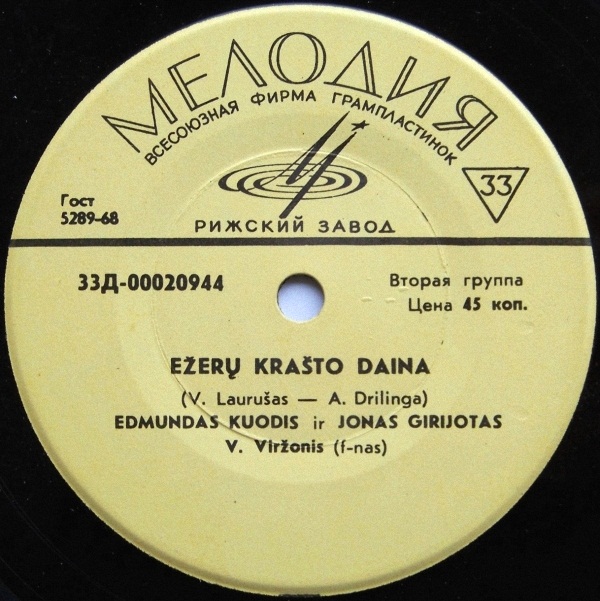 МЕЛОДИЯ
ВСЕСОЮЗНАЯ ФИРМА ГРАМПЛАСТИНОК
33
Гост
5289-68
РИЖСКИЙ ЗАВОД
33Д-00020944
Вторая группа
Цена 45 коп.
EŽERŲ KRAŠTO DAINA
(V. Laurušas — A. Drilinga)
EDMUNDAS KUODIS ir JONAS GIRIJOTAS
V. Viržonis (f-nas)